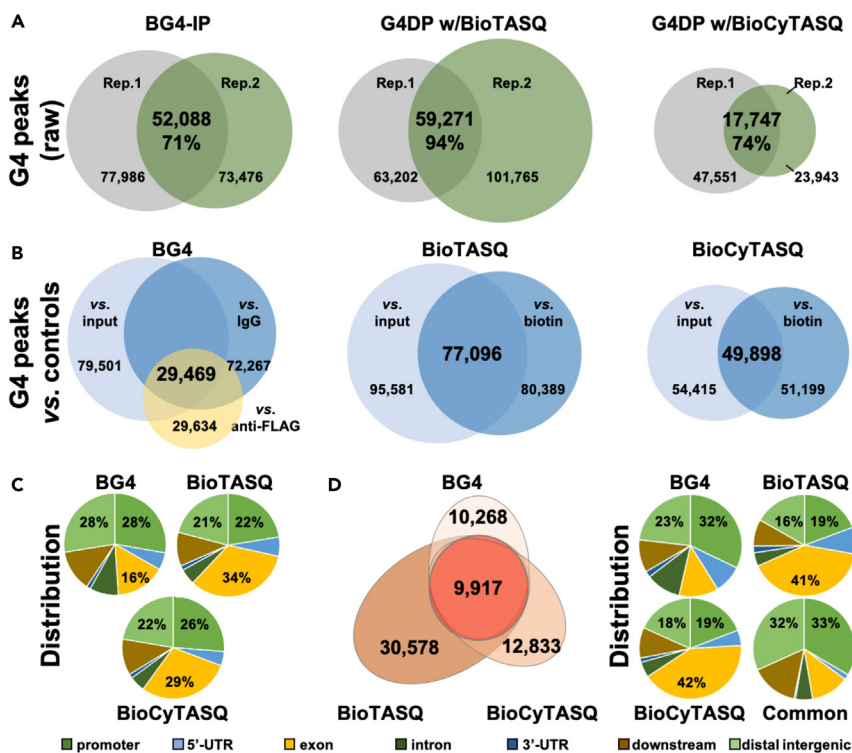 A
BG4-IP
G4DP w/BioTASQ
G4DP w/BioCyTASQ
G4 peaks
(raw)
Rep.1
Rep.2
52,088
71%
77,986
73,476
Rep.1
Rep.2
59,271
94%
63,202
101,765
Rep.1
Rep.2
17,747
74%
47,551
23,943
B
BG4
BioTASQ
BioCyTASQ
G4 peaks
vs. controls
vs.
input
vs.
IgG
79,501
72,267
29,469
vs.
anti-FLAG
29,634
vs.
input
vs.
biotin
77,096
95,581
80,389
vs.
input
vs.
biotin
49,898
54,415
51,199
C
Distribution
BG4
28%
28%
16%
BioTASQ
21%
22%
34%
22%
26%
29%
BioCyTASQ
D
BG4
10,268
9,917
30,578
12,833
BioTASQ
BioCyTASQ
Distribution
BG4
23%
32%
BioTASQ
16%
19%
41%
18%
19%
42%
BioCyTASQ
32%
33%
Common
promoter
5'-UTR
exon
intron
3'-UTR
downstream
distal intergenic